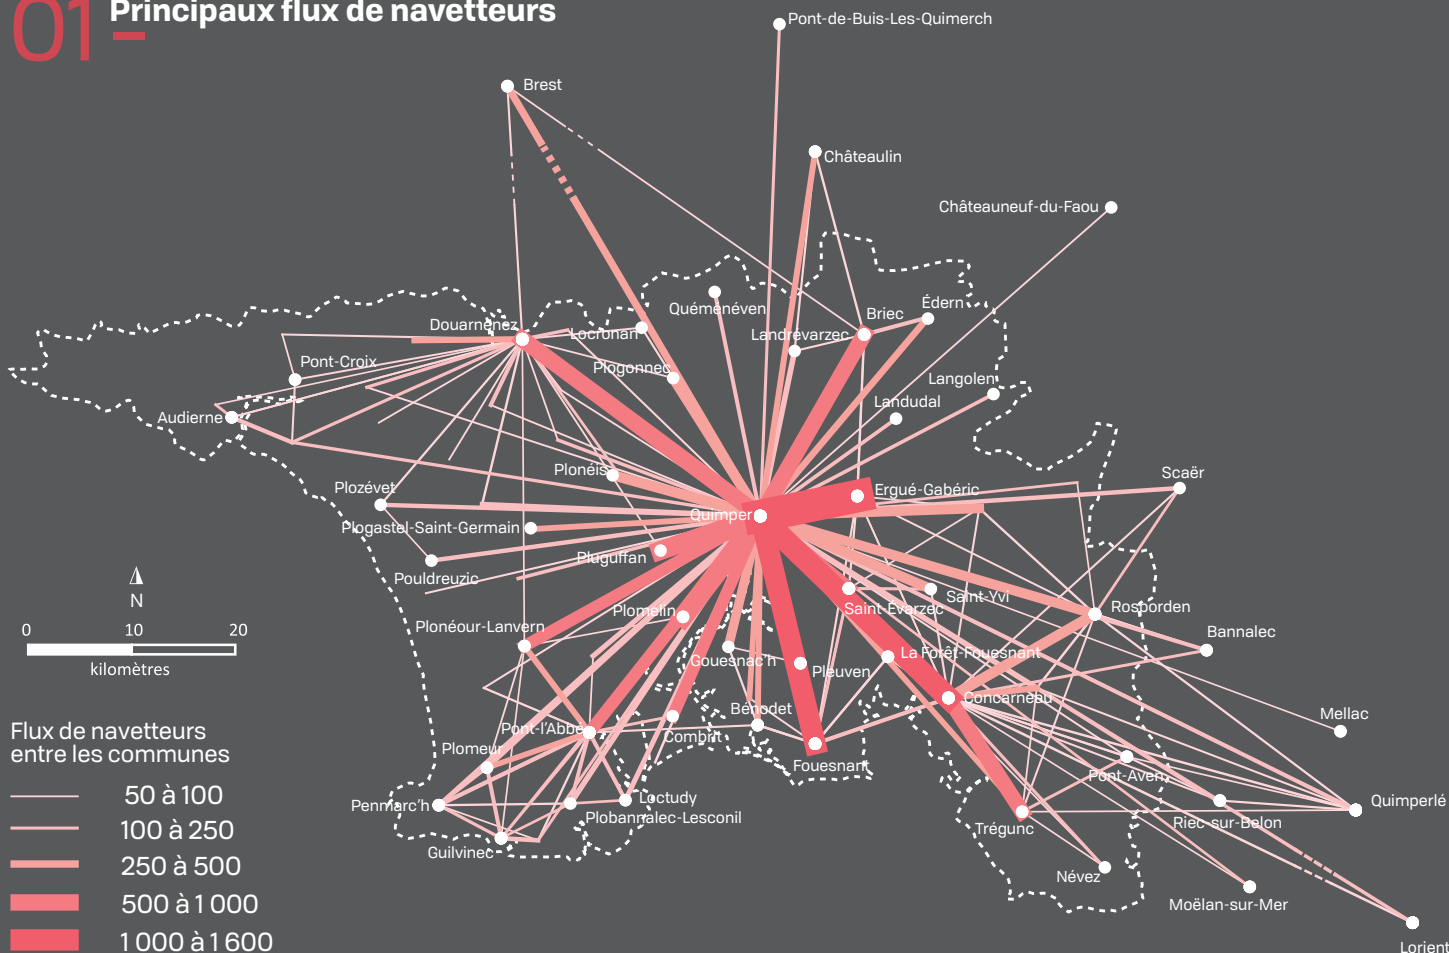 01
Principaux flux de navetteurs
Pont-de-Buis-Les-Quimerch
Brest
Châteaulin
Châteauneuf-du-Faou
Quéménéven
Édern
Briec
Douarnenez
Locronan
Landrévarzec
Pont-Croix
Plogonnec
Langolen
Landudal
Audierne
Plonéis
Scaër
Plozévet
Ergué-Gabéric
Quimper
Plogastel-Saint-Germain
Pluguffan
Pouldreuzic
N
0 10 20
kilomètres
Saint-Yvi
Saint-Évarzec
Rosporden
Plomelin
Plonéour-Lanvern
Bannalec
La Forêt-Fouesnant
Gouesnac'h
Pleuven
Concarneau
Bénodet
Mellac
Pont-l'Abbé
Combrit
Plomeur
Fouesnant
Pont-Aven
Penmarc'h
Loctudy
Plobannalec-Lesconil
Quimperlé
Riec-sur-Belon
Trégunc
Guilvinec
Névez
Moëlan-sur-Mer
Lorient
Flux de navetteurs
entre les communes
50 à 100
100 à 250
250 à 500
500 à 1 000
1 000 à 1 600